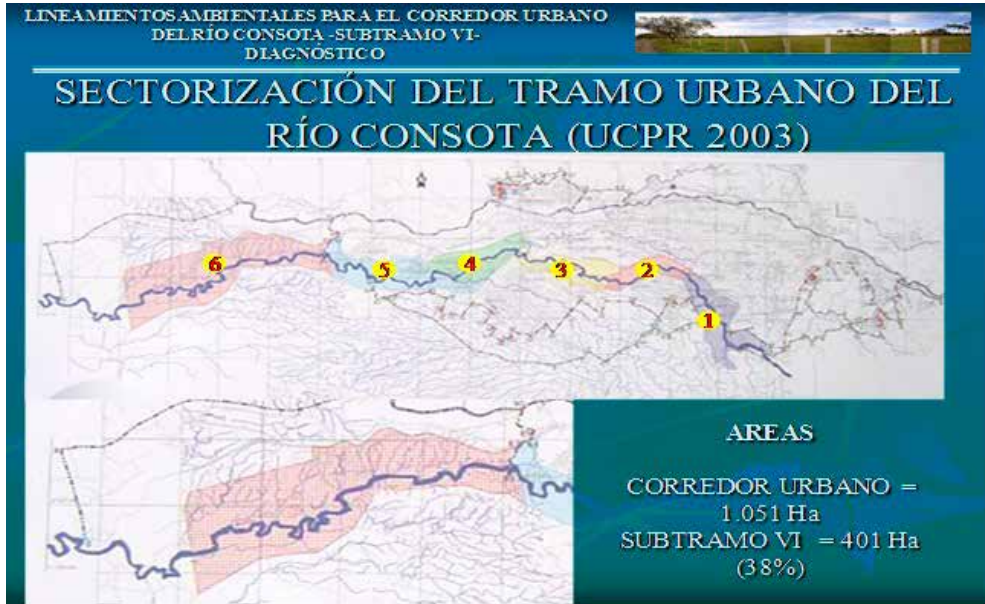 LINEAMIENTOS AMBIENTALES PARA EL CORREDOR URBANO
DEL RÍO CONSOTA -SUBTRAMO VI-
DIAGNÓSTICO
SECTORIZACIÓN DEL TRAMO URBANO DEL
RÍO CONSOTA (UCPR 2003)
6
5
4
3
2
1
AREAS
CORREDOR URBANO =
1.051 Ha
SUBTRAMO VI = 401 Ha
(38%)